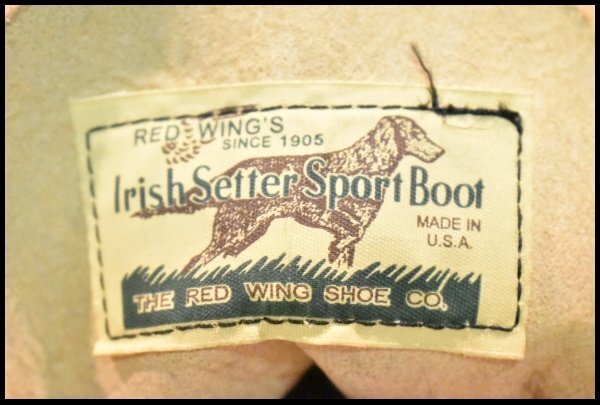 RED WING'S
SINCE 1905
Irish Setter Sport Boot
MADE IN
U.S.A.
THE RED WING SHOE CO.